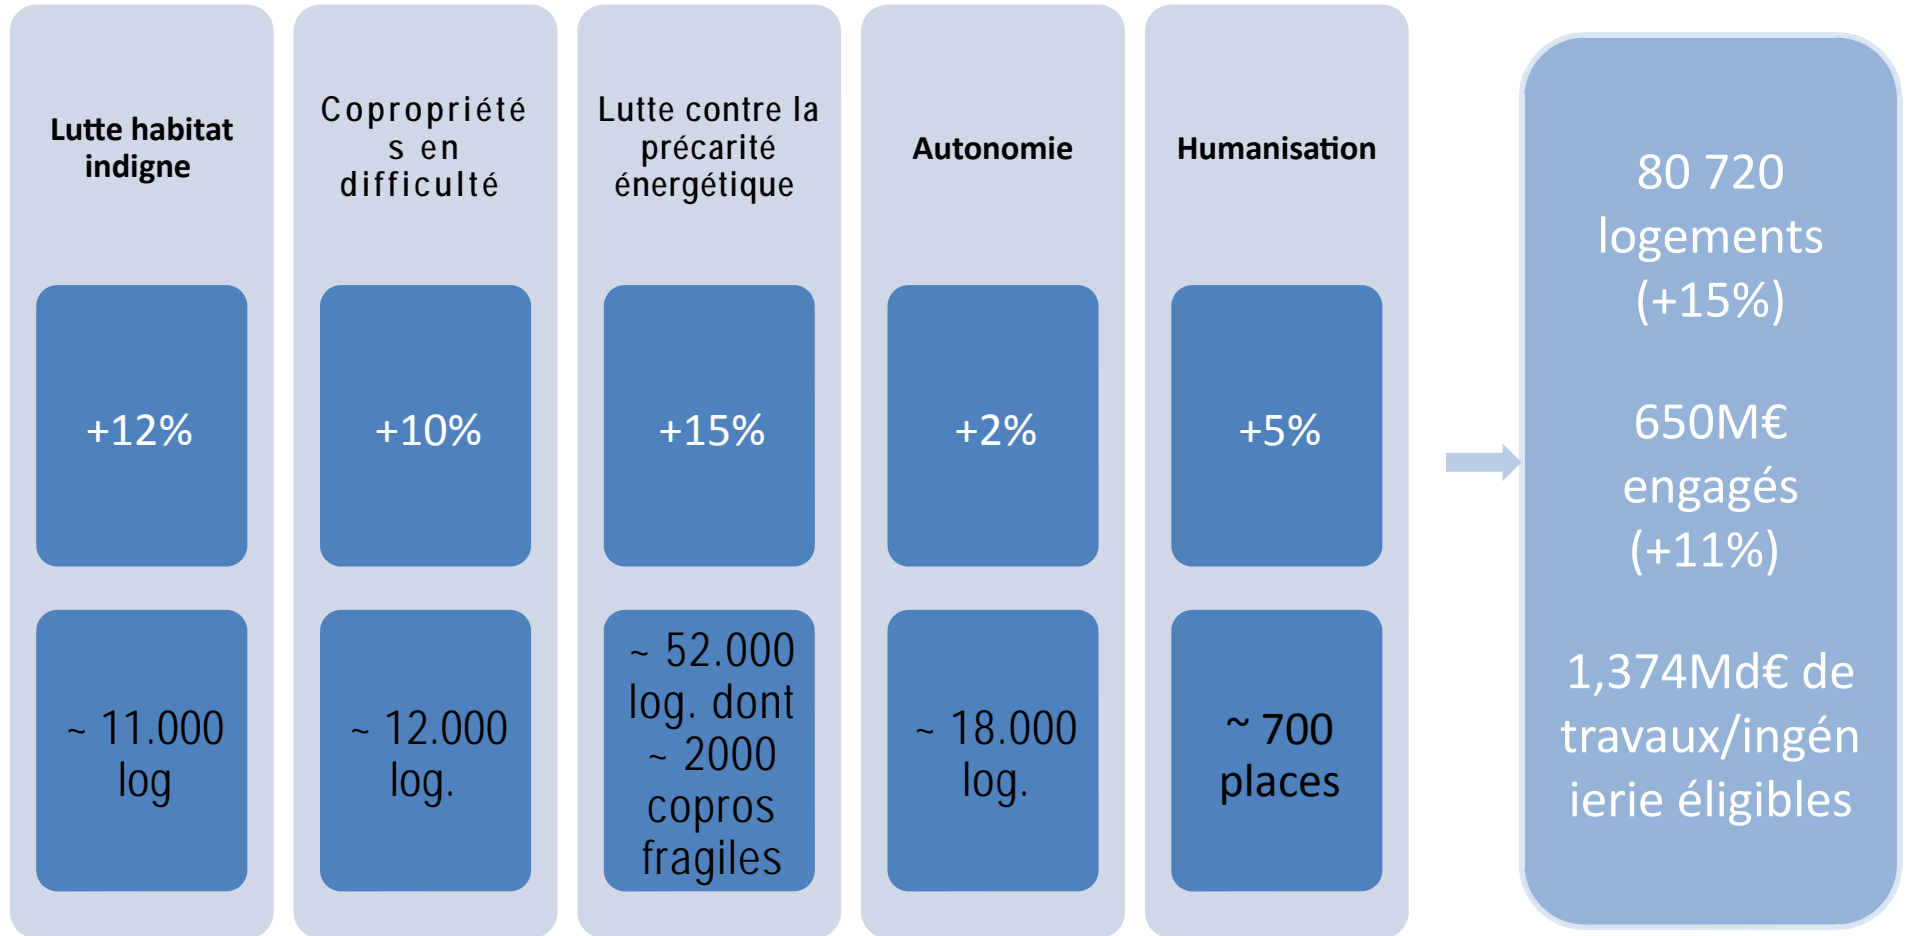 Lutte habitat
indigne
Copropriété
s en
difficulté
Lutte contre la
précarité
énergétique
Autonomie
Humanisation
+12%
+10%
+15%
+2%
+5%
~ 11.000
log
~ 12.000
log.
~ 52.000
log. dont
~ 2000
copros
fragiles
~ 18.000
log.
~ 700
places
80 720
logements
(+15%)
650M€
engagés
(+11%)
1,374Md€ de
travaux/ingén
ierie éligibles